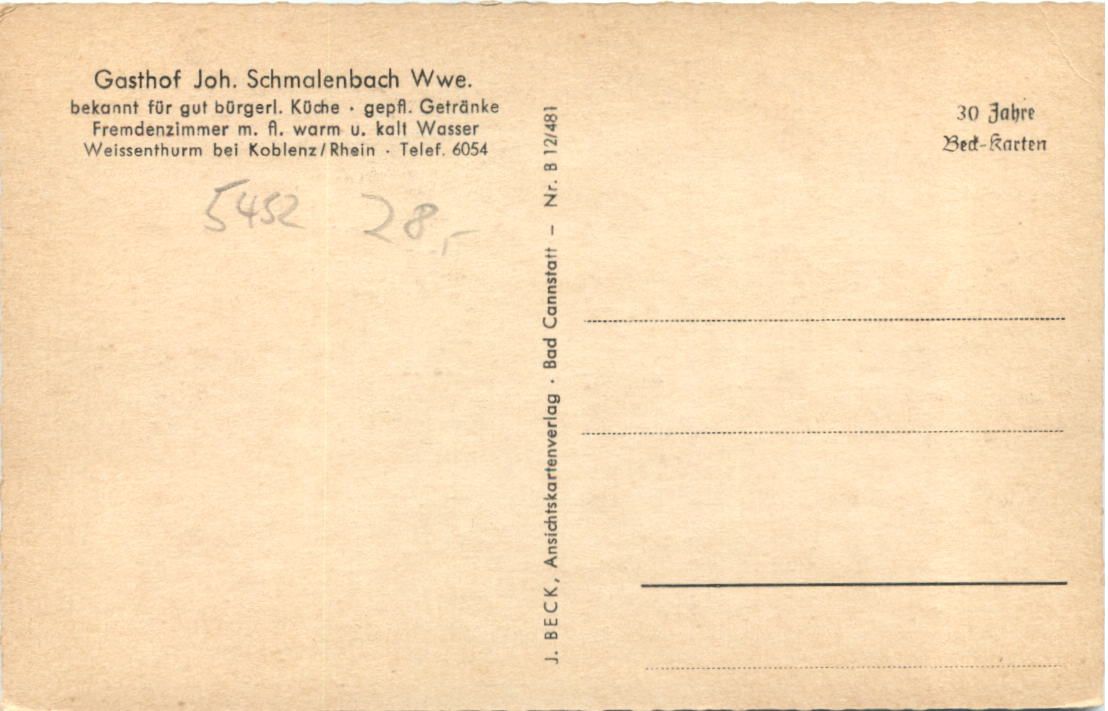 Gasthof Joh. Schmalenbach Wwe.
bekannt für gut bürgerl. Küche · gepfl. Getränke
Fremdenzimmer m. fl. warm u. kalt Wasser
Weissenthurm bei Koblenz/Rhein · Telef. 6054
5452 28,-
J. BECK, Ansichtskartenverlag · Bad Cannstatt – Nr. B 12/481
30 Jahre
Beck-Karten